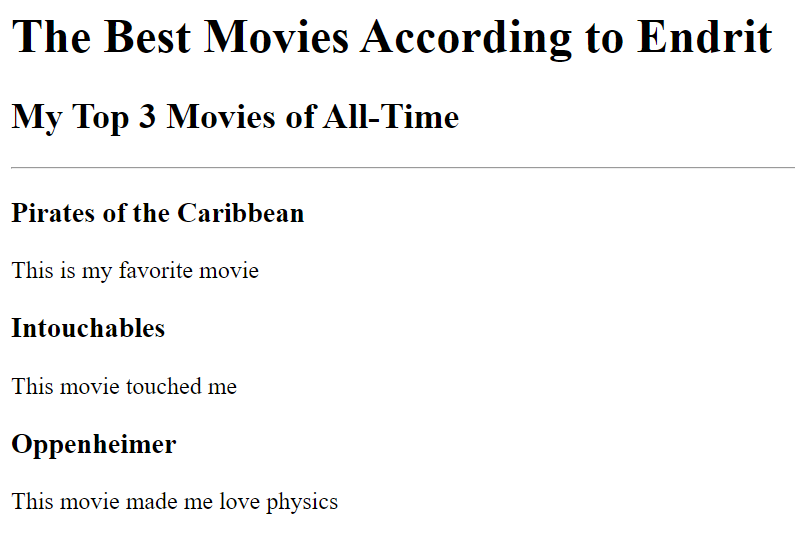 The Best Movies According to Endrit
My Top 3 Movies of All-Time
Pirates of the Caribbean
This is my favorite movie
Intouchables
This movie touched me
Oppenheimer
This movie made me love physics